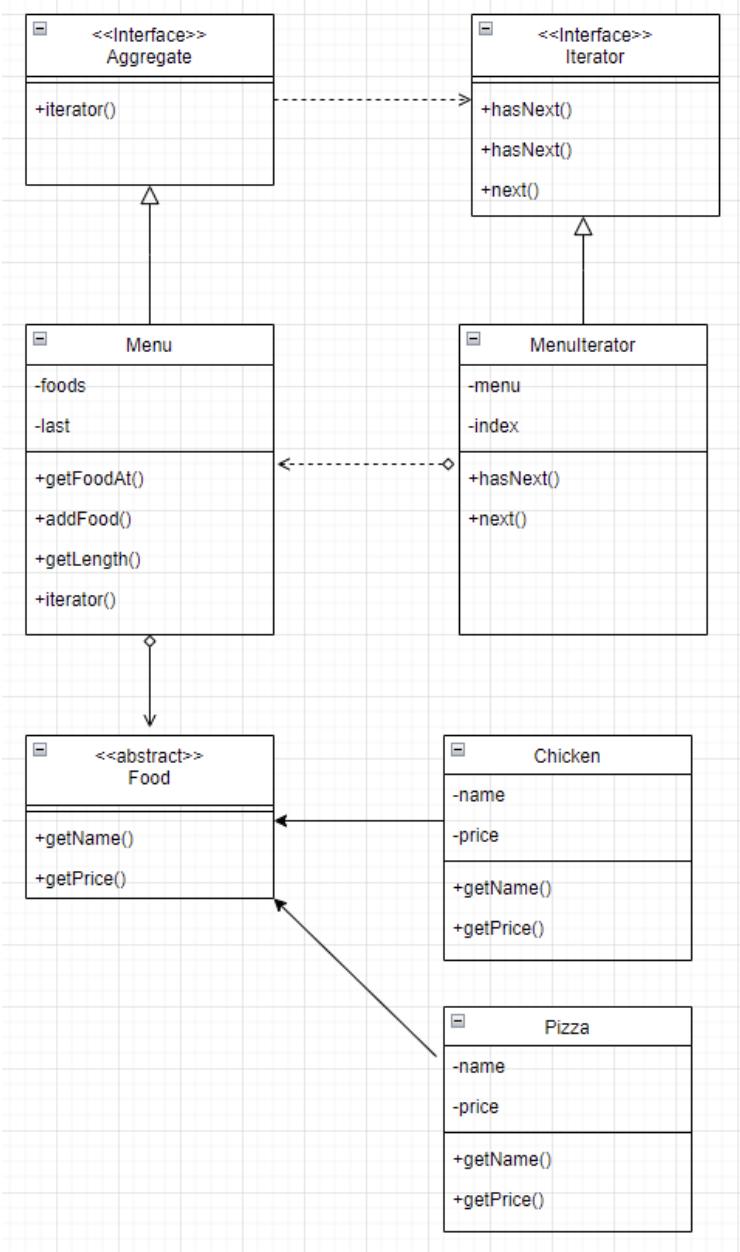 <<Interface>>
Aggregate
+iterator()
<<Interface>>
Iterator
+hasNext()
+hasNext()
+next()
Menu
-foods
-last
+getFoodAt()
+addFood()
+getLength()
+iterator()
MenuIterator
-menu
-index
+hasNext()
+next()
<<abstract>>
Food
+getName()
+getPrice()
Chicken
-name
-price
+getName()
+getPrice()
Pizza
-name
-price
+getName()
+getPrice()